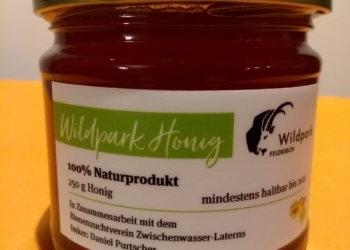 Wildpark Honig
Wildpark
FELDKIRCH
100% Naturprodukt
250 g Honig
mindestens haltbar bis 2022
In Zusammenarbeit mit dem
Bienenzuchtverein Zwischenwasser-Laterns
Imker: Daniel Purtscher